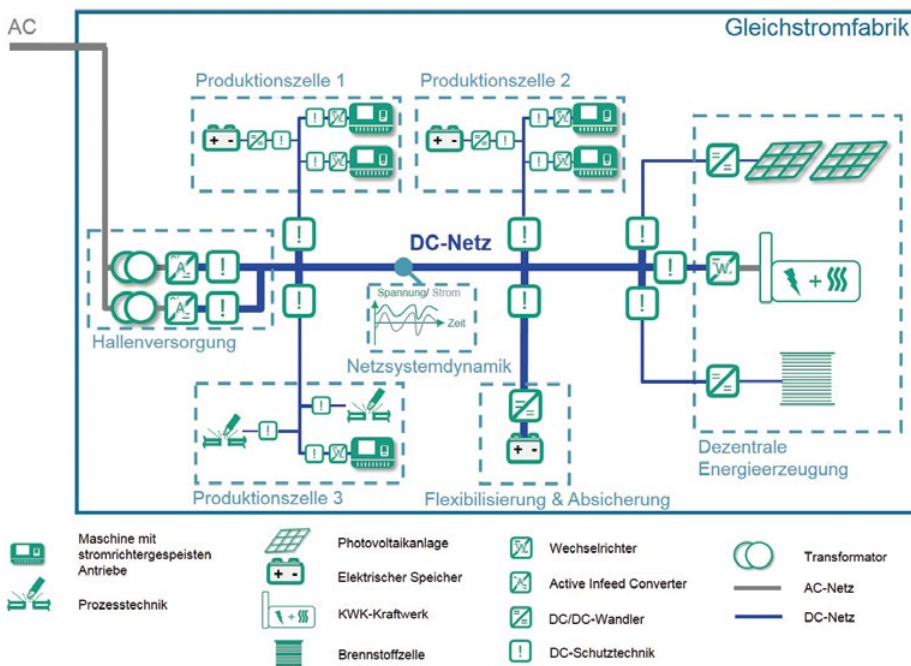 AC
Gleichstromfabrik
Produktionszelle 1
Produktionszelle 2
DC-Netz
Spannung/ Strom
Zeit
Hallenversorgung
Netzsystemdynamik
Produktionszelle 3
Flexibilisierung & Absicherung
Dezentrale
Energieerzeugung
Maschine mit
stromrichtergespeisten
Antriebe
Prozesstechnik
Photovoltaikanlage
Elektrischer Speicher
KWK-Kraftwerk
Brennstoffzelle
Wechselrichter
Active Infeed Converter
DC/DC-Wandler
DC-Schutztechnik
Transformator
AC-Netz
DC-Netz